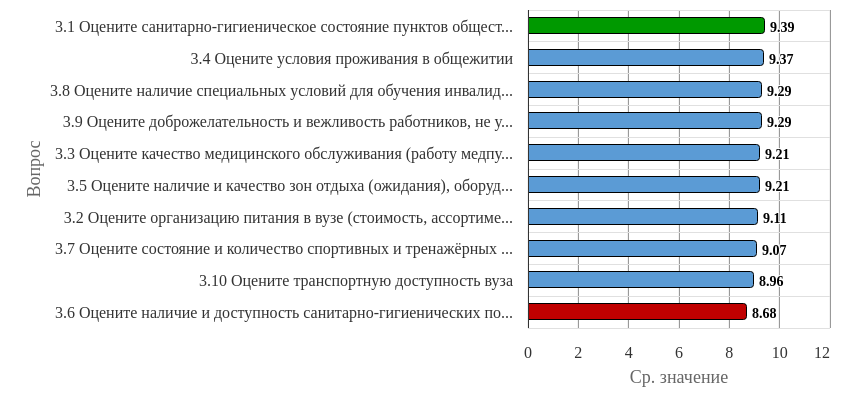 3.1 Оцените санитарно-гигиеническое состояние пунктов общест... 9.39
3.4 Оцените условия проживания в общежитии 9.37
3.8 Оцените наличие специальных условий для обучения инвалид... 9.29
3.9 Оцените доброжелательность и вежливость работников, не у... 9.29
3.3 Оцените качество медицинского обслуживания (работу медпу... 9.21
3.5 Оцените наличие и качество зон отдыха (ожидания), оборуд... 9.21
3.2 Оцените организацию питания в вузе (стоимость, ассортиме... 9.11
3.7 Оцените состояние и количество спортивных и тренажёрных ... 9.07
3.10 Оцените транспортную доступность вуза 8.96
3.6 Оцените наличие и доступность санитарно-гигиенических по... 8.68
Вопрос
0 2 4 6 8 10 12
Ср. значение